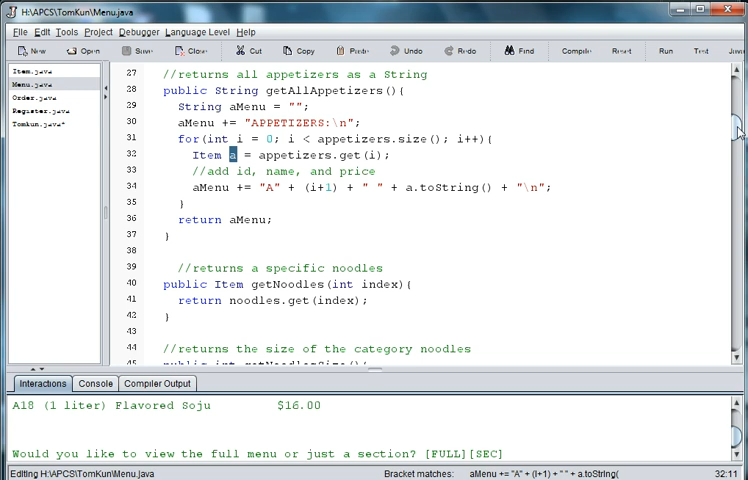 H:\APCS\TomKun\Menu.java
File Edit Tools Project Debugger Language Level Help
New Open Save Close Cut Copy Paste Undo Redo Find Compile Reset Run Test
Item.java
Menu.java
Order.java
Register.java
Tomkun.java*
27 //returns all appetizers as a String
28 public String getAllAppetizers(){
29 String aMenu = "";
30 aMenu += "APPETIZERS:\n";
31 for(int i = 0; i < appetizers.size(); i++){
32 Item a = appetizers.get(i);
33 //add id, name, and price
34 aMenu += "A" + (i+1) + " " + a.toString() + "\n";
35 }
36 return aMenu;
37 }
38
39 //returns a specific noodles
40 public Item getNoodles(int index){
41 return noodles.get(index);
42 }
43
44 //returns the size of the category noodles
45 public int getNoodlesSize(){
Interactions Console Compiler Output
A18 (1 liter) Flavored Soju $16.00
Would you like to view the full menu or just a section? [FULL][SEC]
Editing H:\APCS\TomKun\Menu.java Bracket matches: aMenu += "A" + (i+1) + " " + a.toString( 32:11